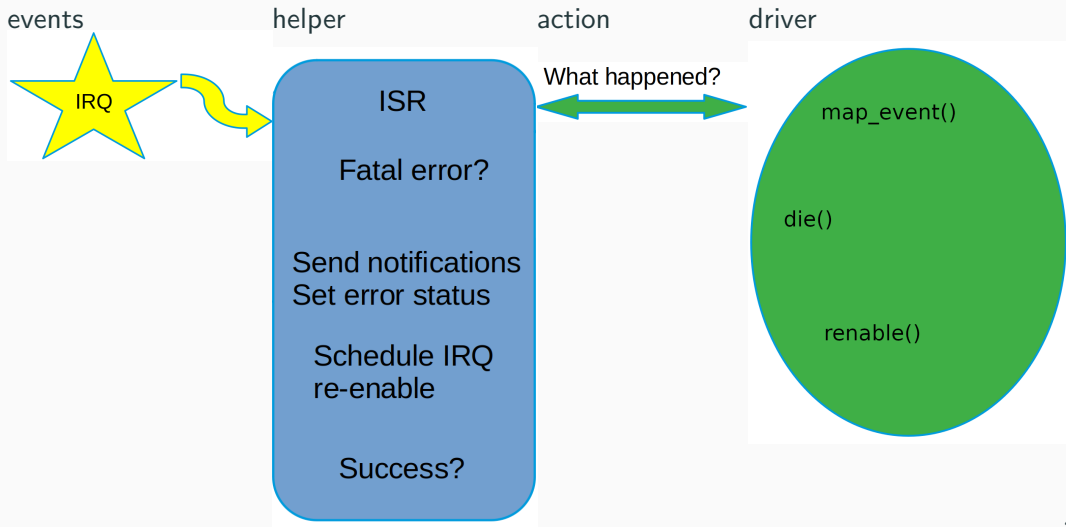 events
helper
action
driver
IRQ
ISR
What happened?
map_event()
Fatal error?
die()
Send notifications
Set error status
renable()
Schedule IRQ
re-enable
Success?